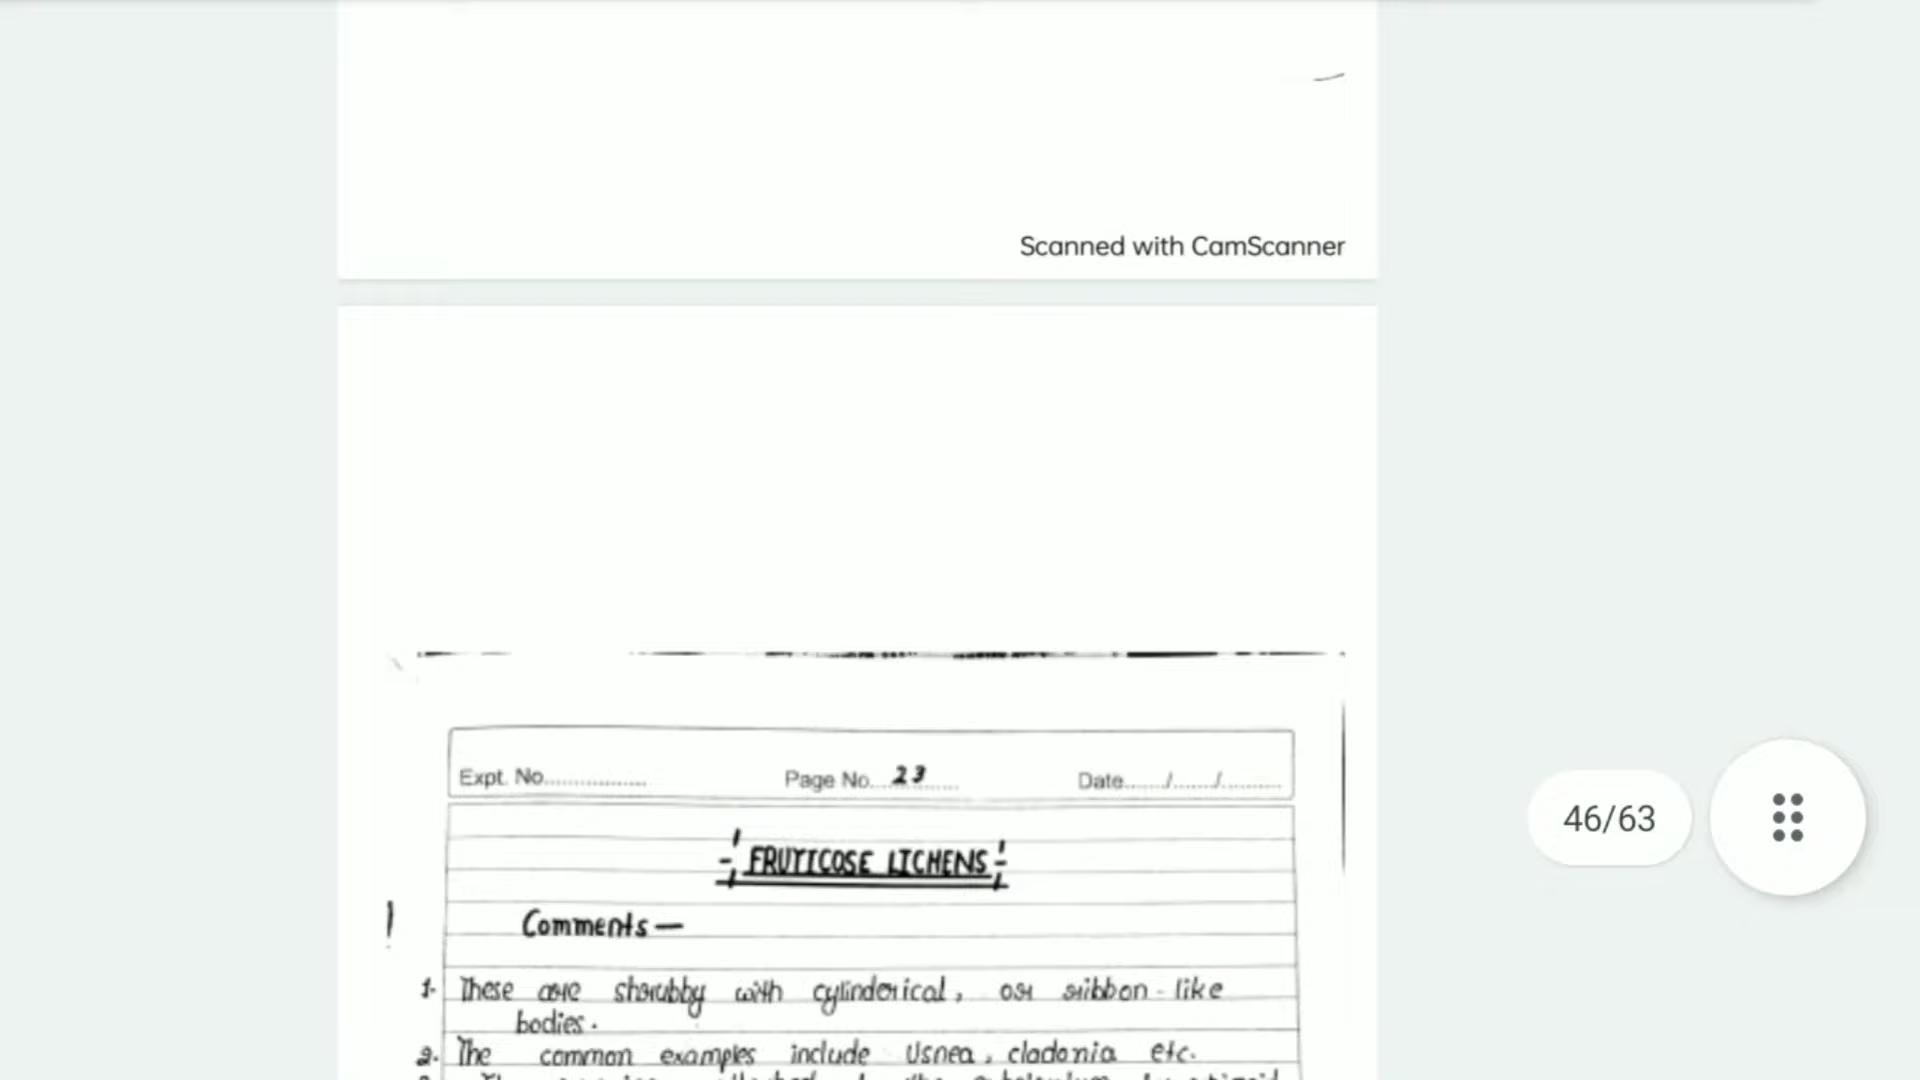 Scanned with CamScanner
Expt. No.................
Page No. 23
Date......./......./...........
FRUTICOSE LICHENS
Comments —
46/63
1. These are shrubby with cylinderical, or ribbon - like
bodies.
2. The common examples include Usnea, cladonia etc.